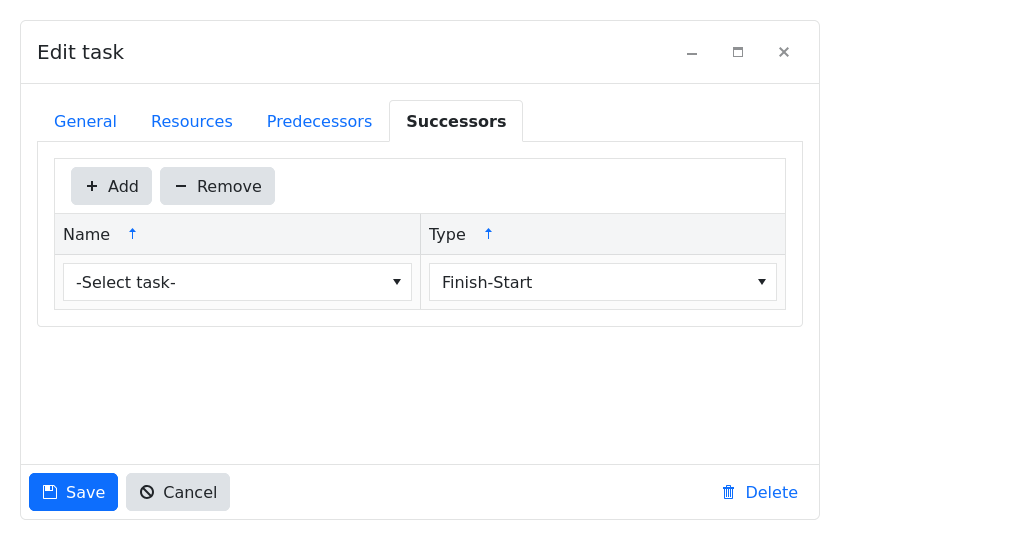 Edit task
General Resources Predecessors Successors
Add Remove
Name Type
-Select task- Finish-Start
Save Cancel Delete